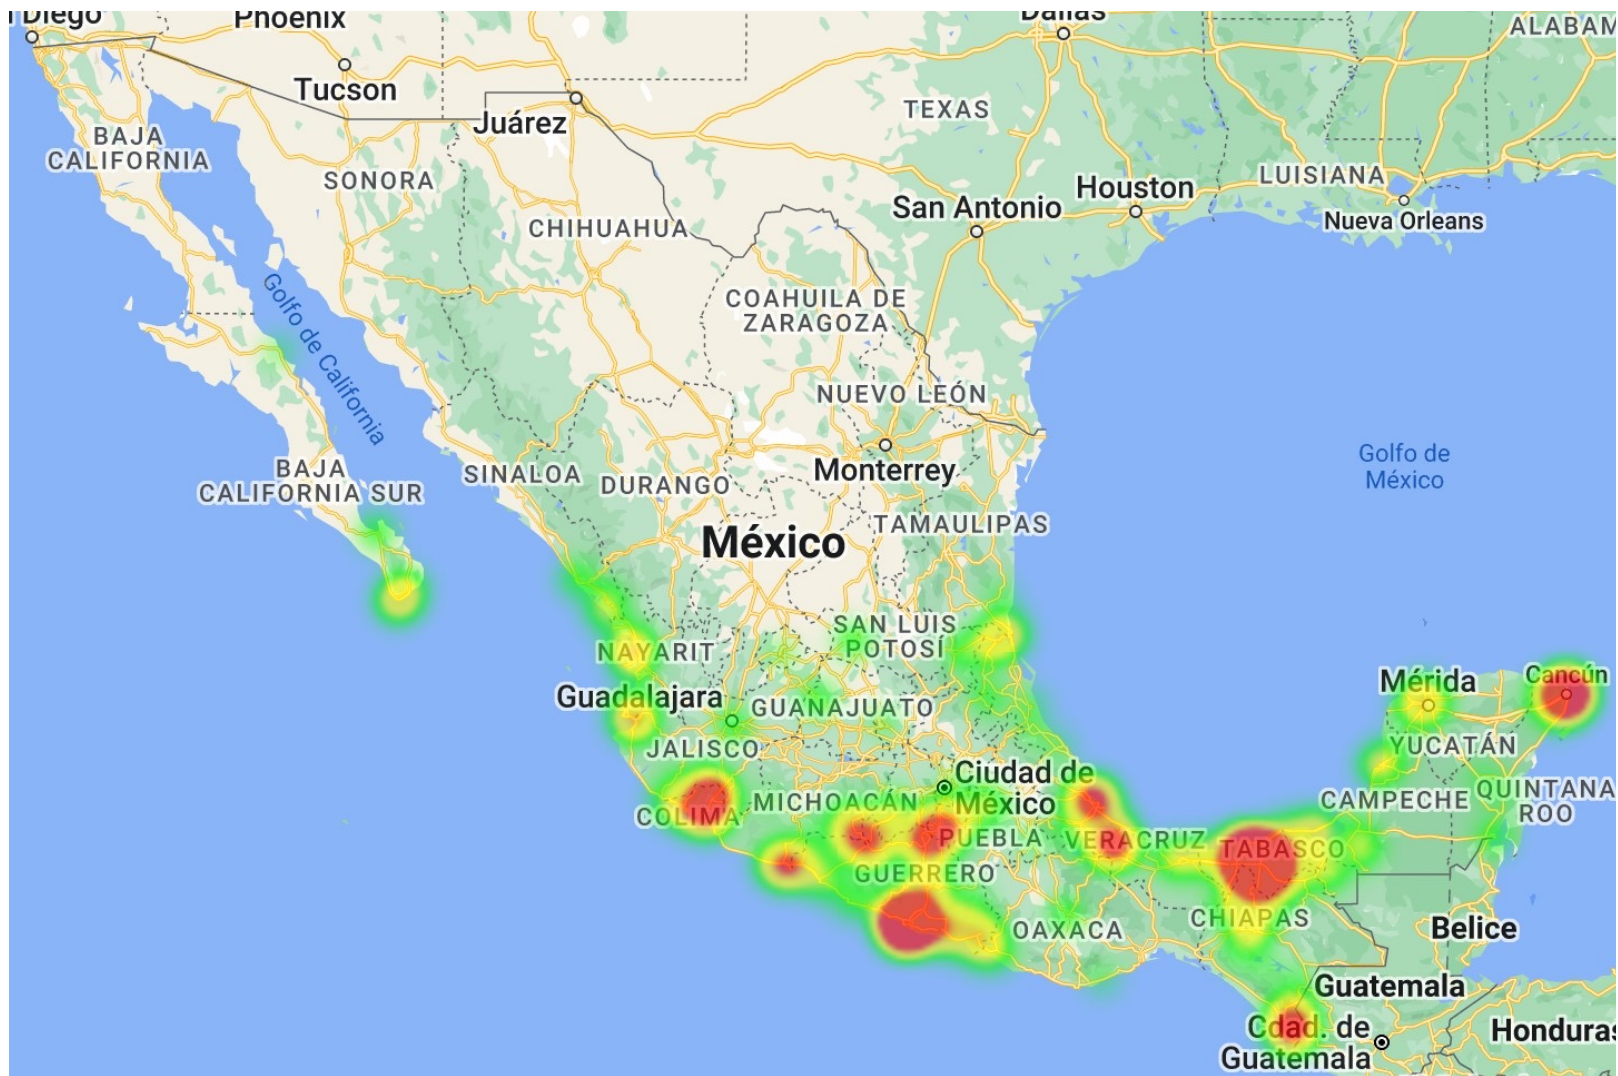 Diego
Phoenix
Dallas
ALABAM
Tucson
Juárez
TEXAS
BAJA
CALIFORNIA
SONORA
LUISIANA
Houston
San Antonio
Nueva Orleans
CHIHUAHUA
Golfo de California
COAHUILA DE
ZARAGOZA
NUEVO LEÓN
Golfo de
México
BAJA
CALIFORNIA SUR
SINALOA
DURANGO
Monterrey
TAMAULIPAS
México
SAN LUIS
POTOSÍ
NAYARIT
Mérida
Cancún
Guadalajara
GUANAJUATO
JALISCO
YUCATÁN
Ciudad de
México
COLIMA
MICHOACÁN
CAMPECHE
QUINTANA
ROO
PUEBLA
VERACRUZ
TABASCO
GUERRERO
OAXACA
CHIAPAS
Belice
Guatemala
Cdad. de
Guatemala
Honduras